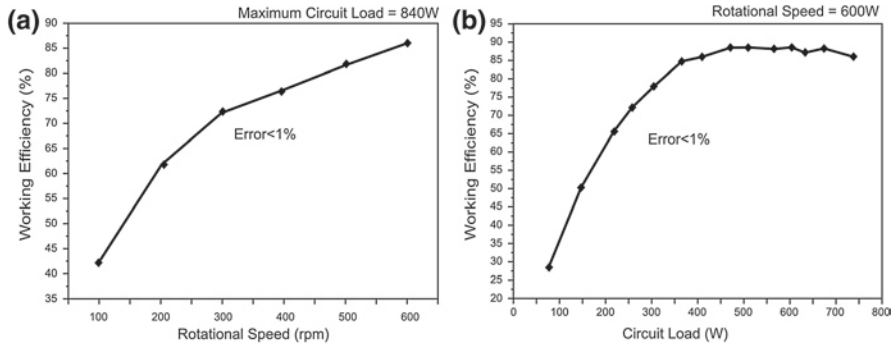 (a)
Maximum Circuit Load = 840W
90
85
80
75
70
65
60
55
50
45
40
35
Working Efficiency (%)
Error<1%
100 200 300 400 500 600
Rotational Speed (rpm)
(b)
Rotational Speed = 600W
100
95
90
85
80
75
70
65
60
55
50
45
40
35
30
25
20
Working Efficiency (%)
Error<1%
0 100 200 300 400 500 600 700 800
Circuit Load (W)